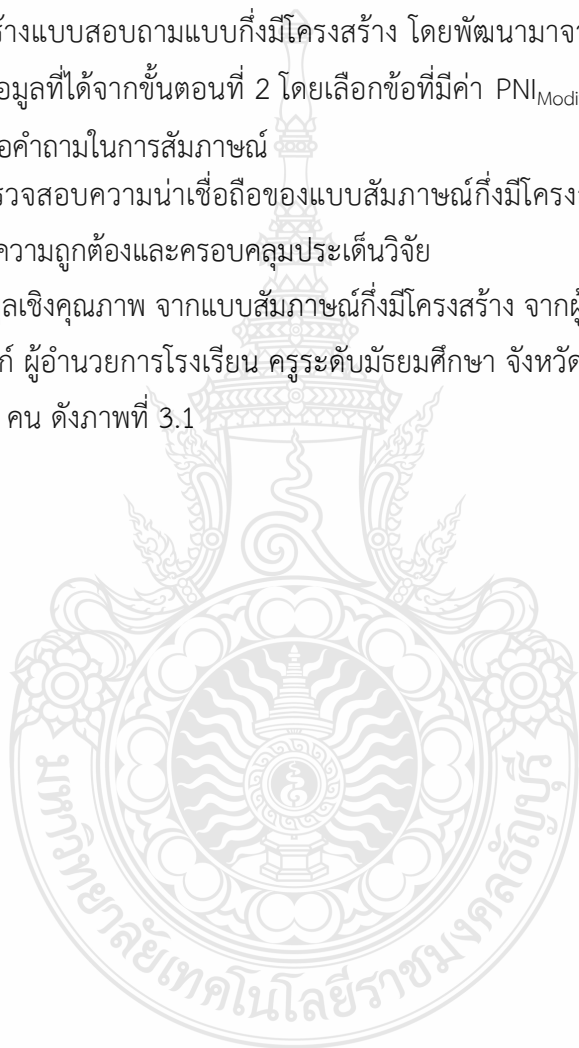 ร้างแบบสอบถามแบบกึ่งมีโครงสร้าง โดยพัฒนามาจา
อมูลที่ได้จากขั้นตอนที่ 2 โดยเลือกข้อที่มีค่า PNI Modi
อคำถามในการสัมภาษณ์
รวจสอบความน่าเชื่อถือของแบบสัมภาษณ์กึ่งมีโครง
ความถูกต้องและครอบคลุมประเด็นวิจัย
ลเชิงคุณภาพ จากแบบสัมภาษณ์กึ่งมีโครงสร้าง จากผู้
ก์ ผู้อำนวยการโรงเรียน ครูระดับมัธยมศึกษา จังหวัด
คน ดังภาพที่ 3.1
มหาวิทยาลัยเทคโนโลยีราชมงคลธัญบุรี